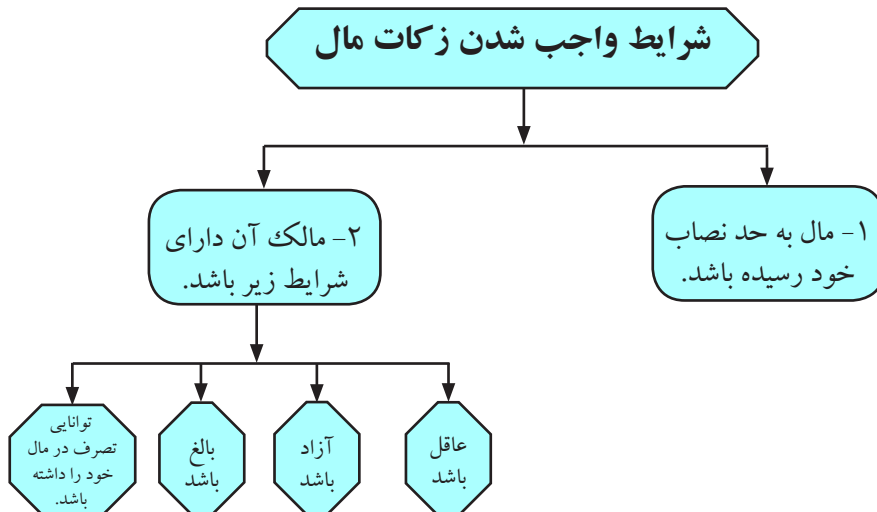 شرایط واجب شدن زکات مال
۱- مال به حد نصاب
خود رسیده باشد.
۲- مالک آن دارای
شرایط زیر باشد.
عاقل
باشد
آزاد
باشد
بالغ
باشد
توانایی
تصرف در مال
خود را داشته
باشد.